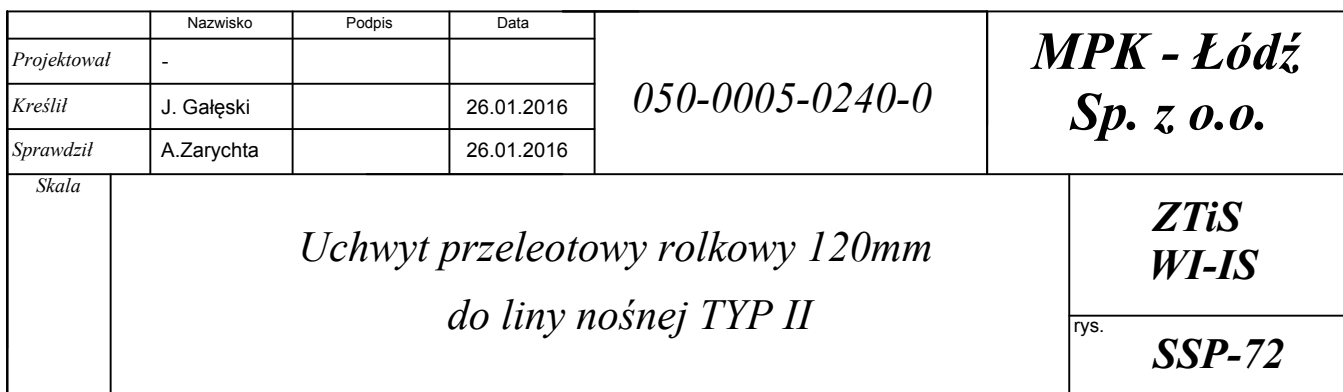 Nazwisko Podpis Data
Projektował -
Kreślił J. Gałęski 26.01.2016
Sprawdził A.Zarychta 26.01.2016
050-0005-0240-0
MPK - Łódź
Sp. z o.o.
Skala
Uchwyt przeleotowy rolkowy 120mm
do liny nośnej TYP II
ZTiS
WI-IS
rys.
SSP-72